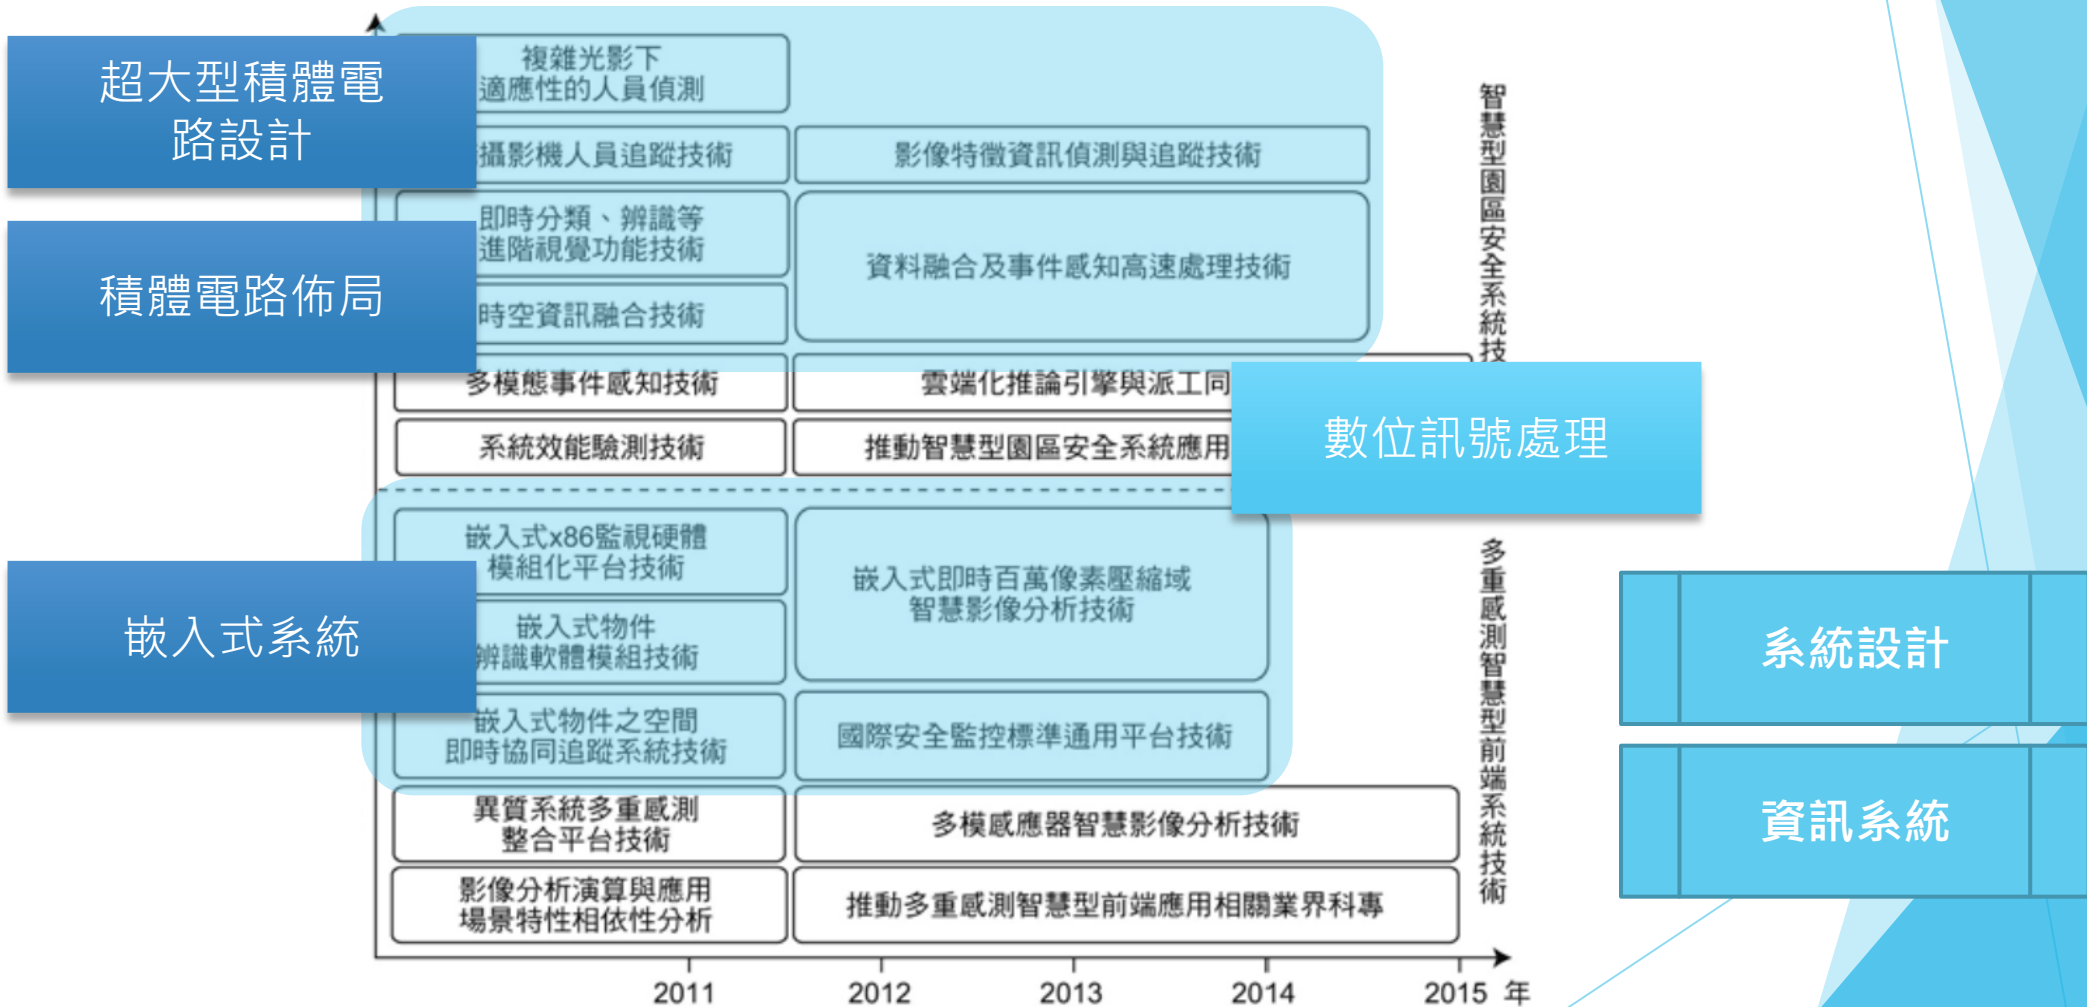 超大型積體電
路設計
積體電路佈局
嵌入式系統
複雜光影下
適應性的人員偵測
攝影機人員追蹤技術
影像特徵資訊偵測與追蹤技術
即時分類、辨識等
進階視覺功能技術
資料融合及事件感知高速處理技術
時空資訊融合技術
多模態事件感知技術
雲端化推論引擎與派工同
系統效能驗測技術
推動智慧型園區安全系統應用
智慧型園區安全系統技
數位訊號處理
嵌入式x86監視硬體
模組化平台技術
嵌入式即時百萬像素壓縮域
智慧影像分析技術
嵌入式物件
辨識軟體模組技術
嵌入式物件之空間
即時協同追蹤系統技術
國際安全監控標準通用平台技術
異質系統多重感測
整合平台技術
多模感應器智慧影像分析技術
影像分析演算與應用
場景特性相依性分析
推動多重感測智慧型前端應用相關業界科專
多重感測智慧型前端系統技術
系統設計
資訊系統
2011
2012
2013
2014
2015 年